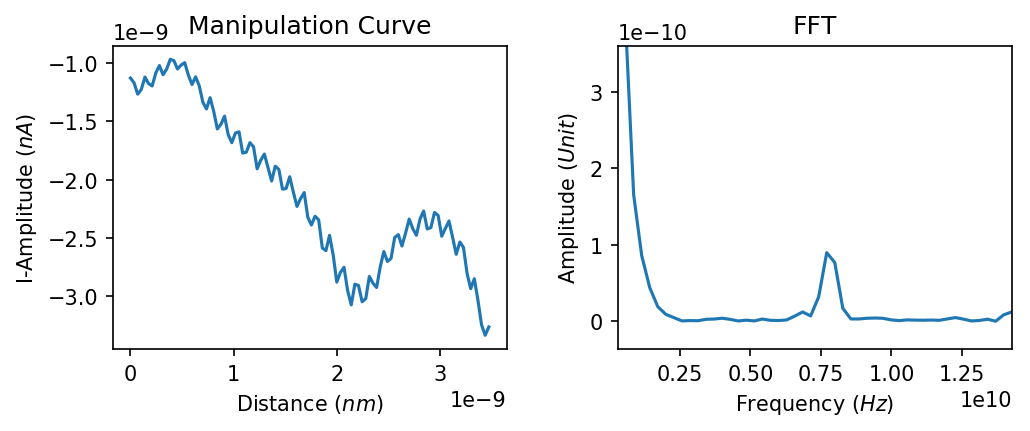 Manipulation Curve
1e−9
I-Amplitude (nA)
−1.0
−1.5
−2.0
−2.5
−3.0
0 1 2 3
Distance (nm)
1e−9
FFT
1e−10
Amplitude (Unit)
3
2
1
0
0.25 0.50 0.75 1.00 1.25
Frequency (Hz)
1e10